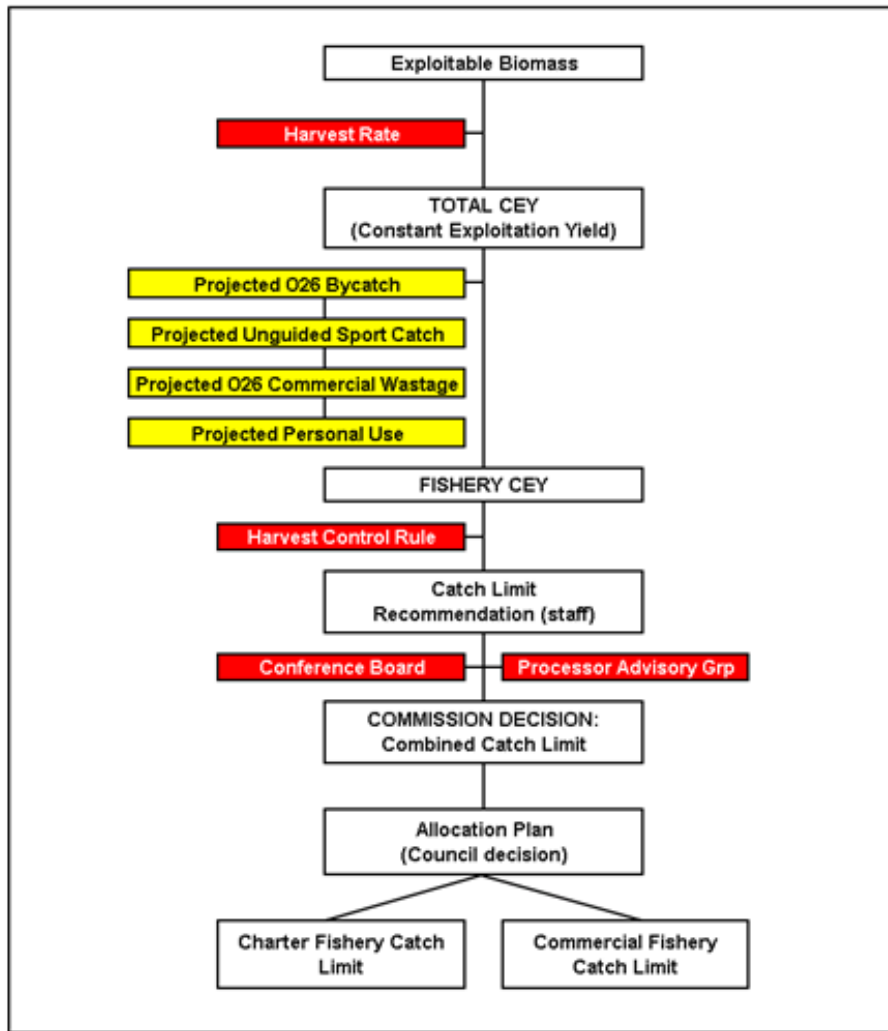 Exploitable Biomass
Harvest Rate
TOTAL CEY
(Constant Exploitation Yield)
Projected O26 Bycatch
Projected Unguided Sport Catch
Projected O26 Commercial Wastage
Projected Personal Use
FISHERY CEY
Harvest Control Rule
Catch Limit
Recommendation (staff)
Conference Board
Processor Advisory Grp
COMMISSION DECISION:
Combined Catch Limit
Allocation Plan
(Council decision)
Charter Fishery Catch
Limit
Commercial Fishery
Catch Limit